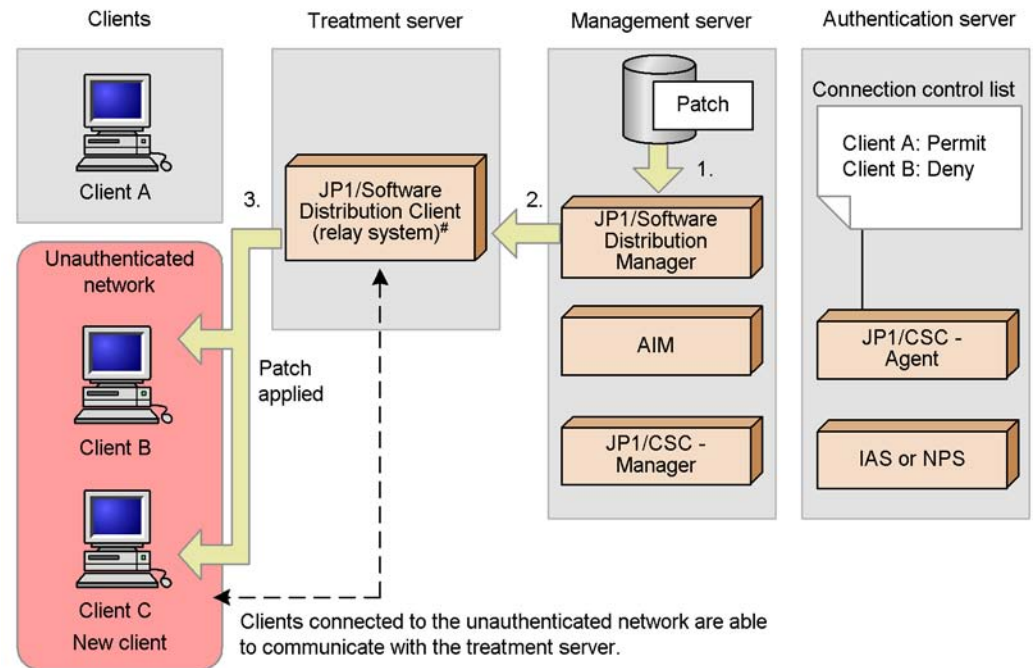 Clients
Treatment server
Management server
Authentication server
Client A
Unauthenticated
network
Client B
Client C
New client
3.
JP1/Software
Distribution Client
(relay system)#
Patch
applied
2.
Patch
1.
JP1/Software
Distribution
Manager
AIM
JP1/CSC -
Manager
Connection control list
Client A: Permit
Client B: Deny
JP1/CSC -
Agent
IAS or NPS
Clients connected to the unauthenticated network are able
to communicate with the treatment server.